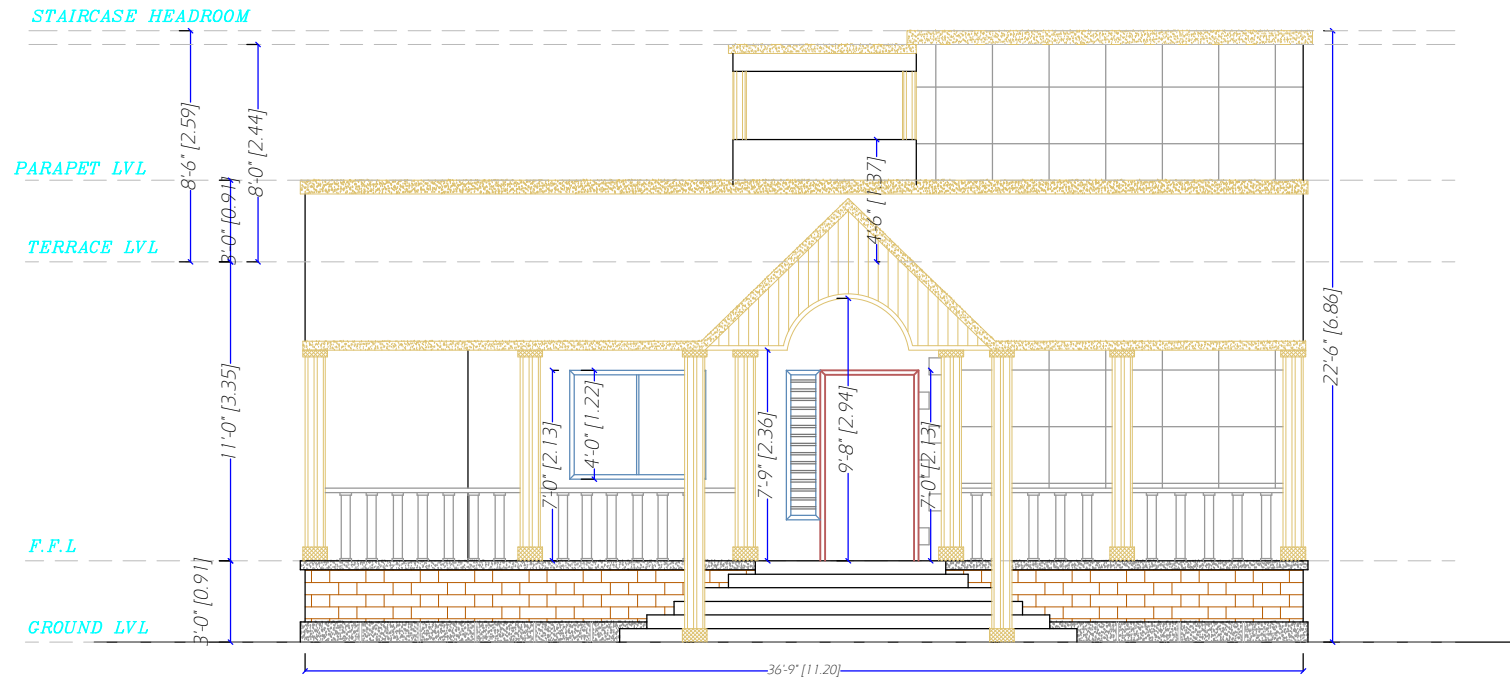 STAIRCASE HEADROOM
8'-6" [2.59]
8'-0" [2.44]
PARAPET LVL
3'-0" [0.91]
4'-6" [1.37]
TERRACE LVL
11'-0" [3.35]
22'-6" [6.86]
7'-0" [2.13]
4'-0" [1.22]
7'-9" [2.36]
9'-8" [2.94]
7'-0" [2.13]
F.F.L
3'-0" [0.91]
GROUND LVL
36'-9" [11.20]